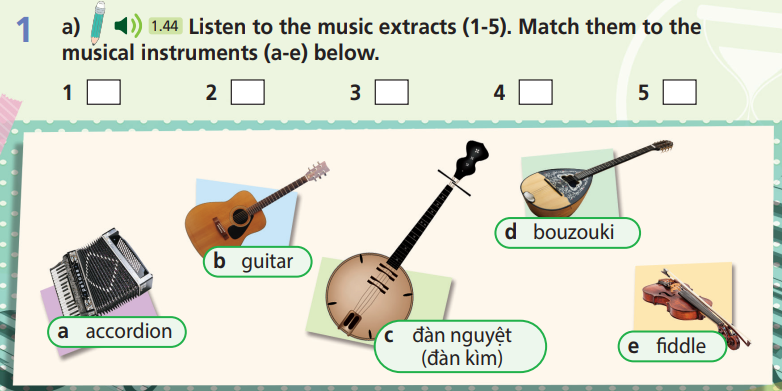 1 a) 1.44 Listen to the music extracts (1-5). Match them to the
musical instruments (a-e) below.
1 2 3 4 5
b guitar
d bouzouki
a accordion
c đàn nguyệt
(đàn kìm)
e fiddle